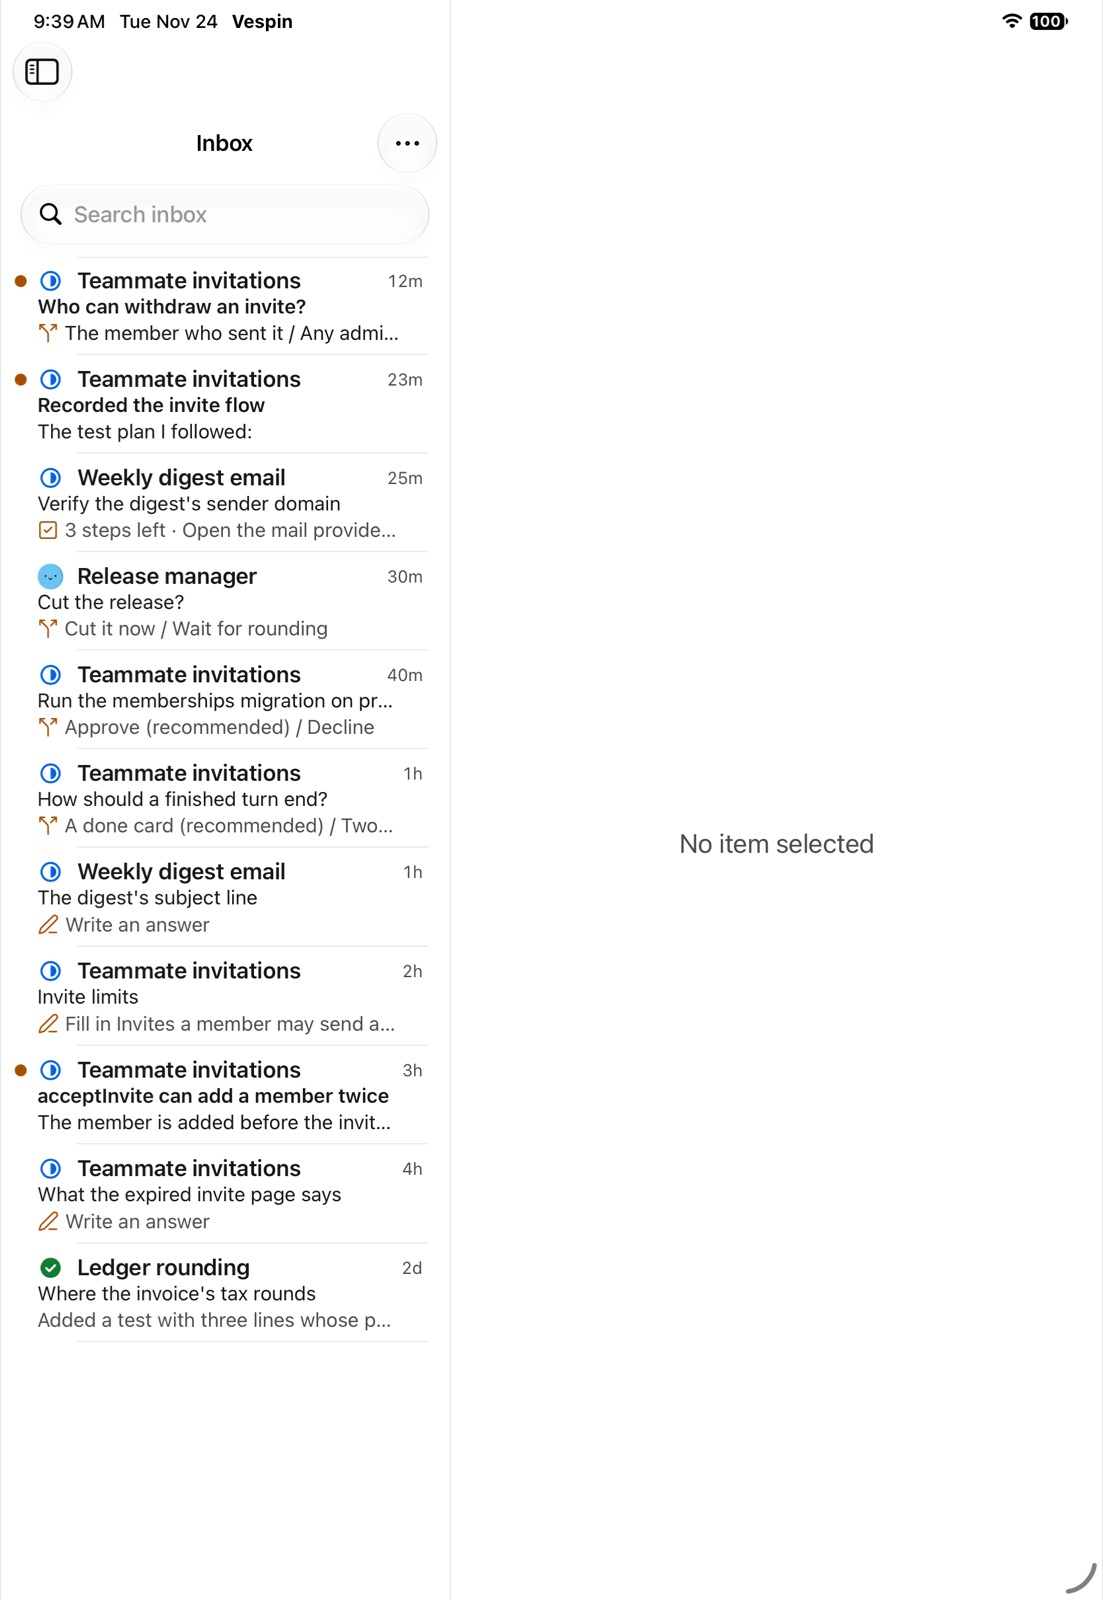 9:39 AM Tue Nov 24 Vespin
100
Inbox
Search inbox
Teammate invitations 12m
Who can withdraw an invite?
The member who sent it / Any admi...
Teammate invitations 23m
Recorded the invite flow
The test plan I followed:
Weekly digest email 25m
Verify the digest's sender domain
3 steps left · Open the mail provide...
Release manager 30m
Cut the release?
Cut it now / Wait for rounding
Teammate invitations 40m
Run the memberships migration on pr...
Approve (recommended) / Decline
Teammate invitations 1h
How should a finished turn end?
A done card (recommended) / Two...
Weekly digest email 1h
The digest's subject line
Write an answer
Teammate invitations 2h
Invite limits
Fill in Invites a member may send a...
Teammate invitations 3h
acceptInvite can add a member twice
The member is added before the invit...
Teammate invitations 4h
What the expired invite page says
Write an answer
Ledger rounding 2d
Where the invoice's tax rounds
Added a test with three lines whose p...
No item selected